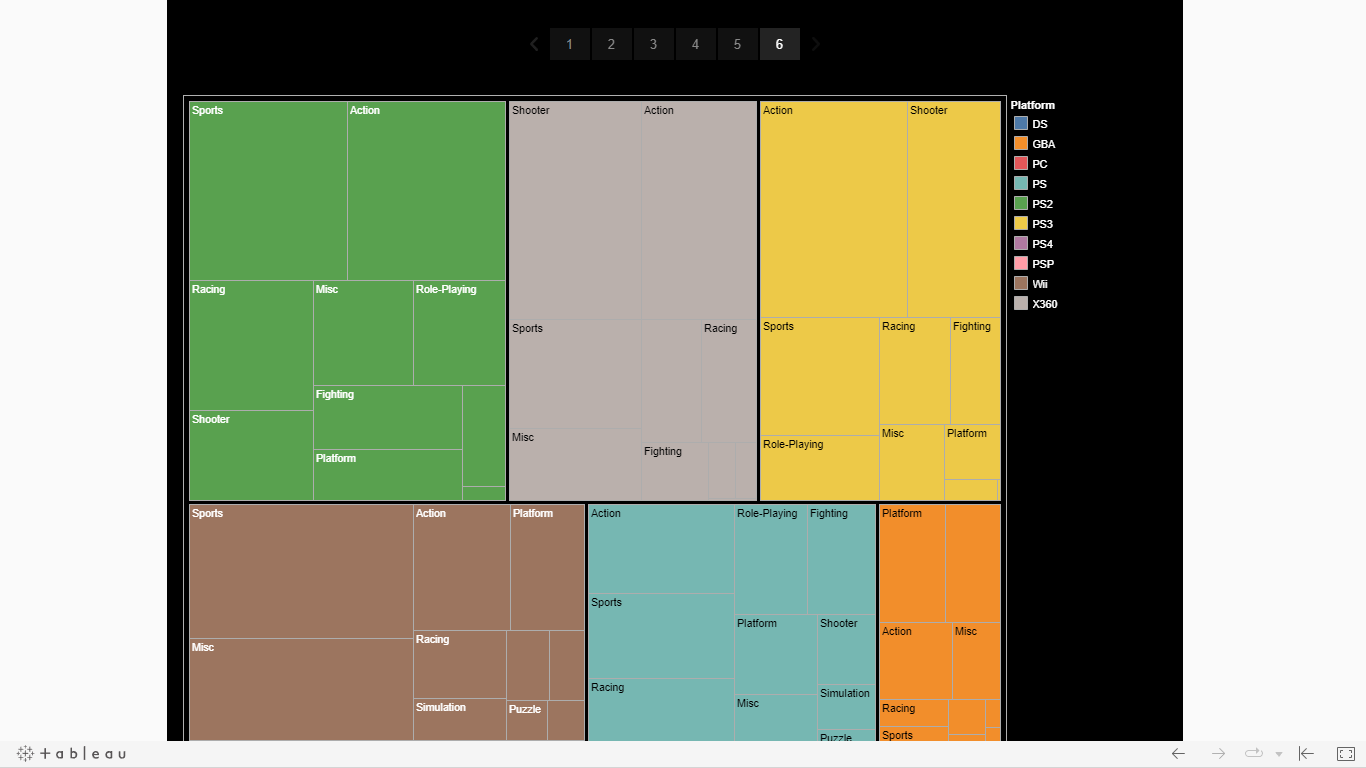 1 2 3 4 5 6
Sports Action
Racing Misc Role-Playing
Fighting
Shooter
Platform
Shooter Action
Sports Racing
Misc
Fighting
Action Shooter
Sports Racing Fighting
Misc Platform
Role-Playing
Platform
DS
GBA
PC
PS
PS2
PS3
PS4
PSP
Wii
X360
Sports Action Platform
Racing
Misc
Simulation Puzzle
Action Role-Playing Fighting
Sports
Platform Shooter
Racing
Simulation
Misc
Puzzle
Platform
Action Misc
Racing
Sports
+ableau